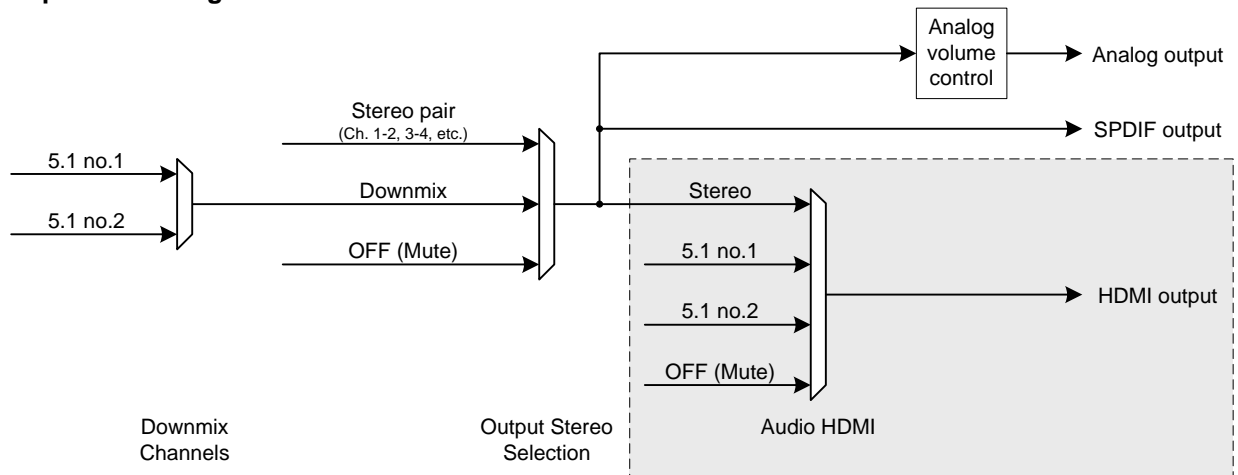 Analog
volume
control
Analog output
Stereo pair
(Ch. 1-2, 3-4, etc.)
SPDIF output
5.1 no.1
Downmix
Stereo
5.1 no.2
OFF (Mute)
5.1 no.1
HDMI output
5.1 no.2
OFF (Mute)
Downmix
Channels
Output Stereo
Selection
Audio HDMI